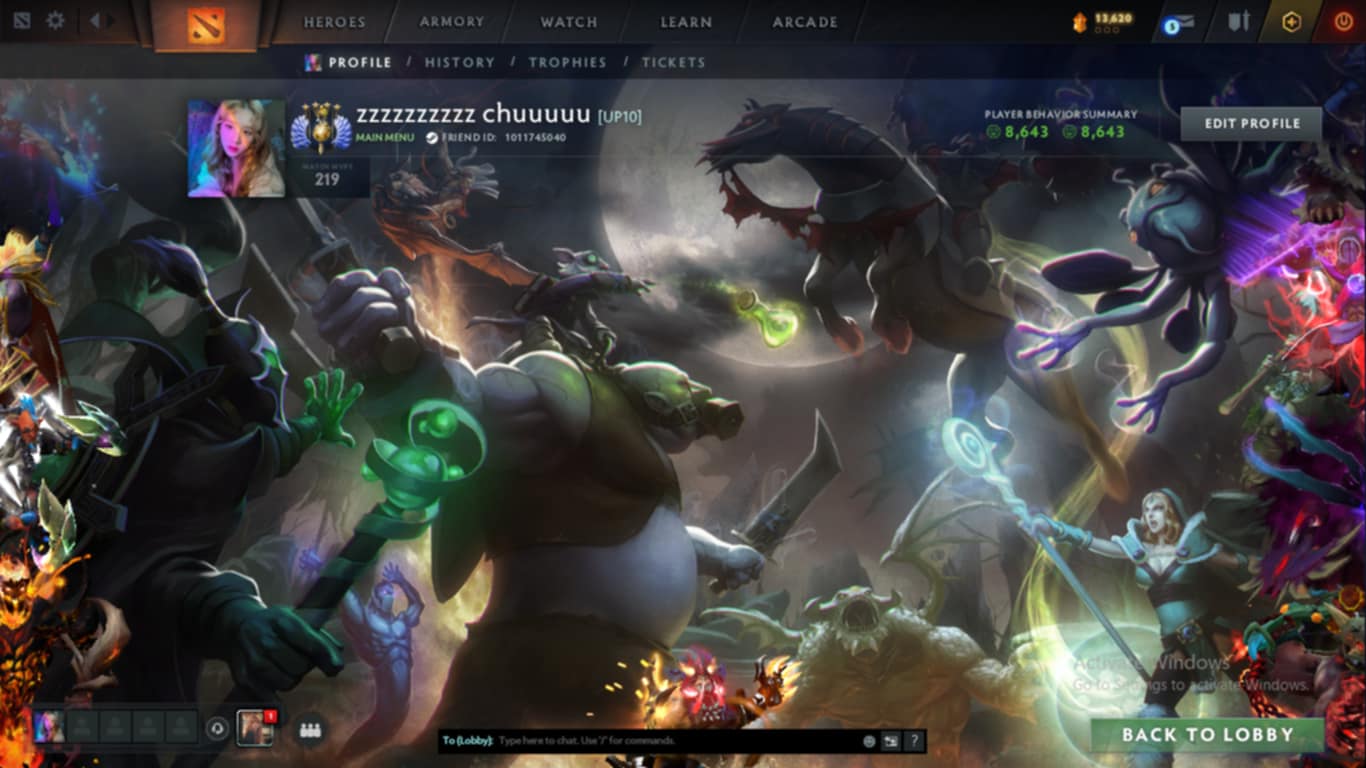 HEROES ARMORY WATCH LEARN ARCADE 13,620
PROFILE / HISTORY / TROPHIES / TICKETS
zzzzzzzzzz chuuuuu [UP10]
MAIN MENU FRIEND ID: 1011745040
PLAYER BEHAVIOR SUMMARY
8,643 8,643
EDIT PROFILE
MATCH MVPS
219
Activate Windows
Go to Settings to activate Windows.
1
To (Lobby): Type here to chat. Use '/' for commands. ?
BACK TO LOBBY